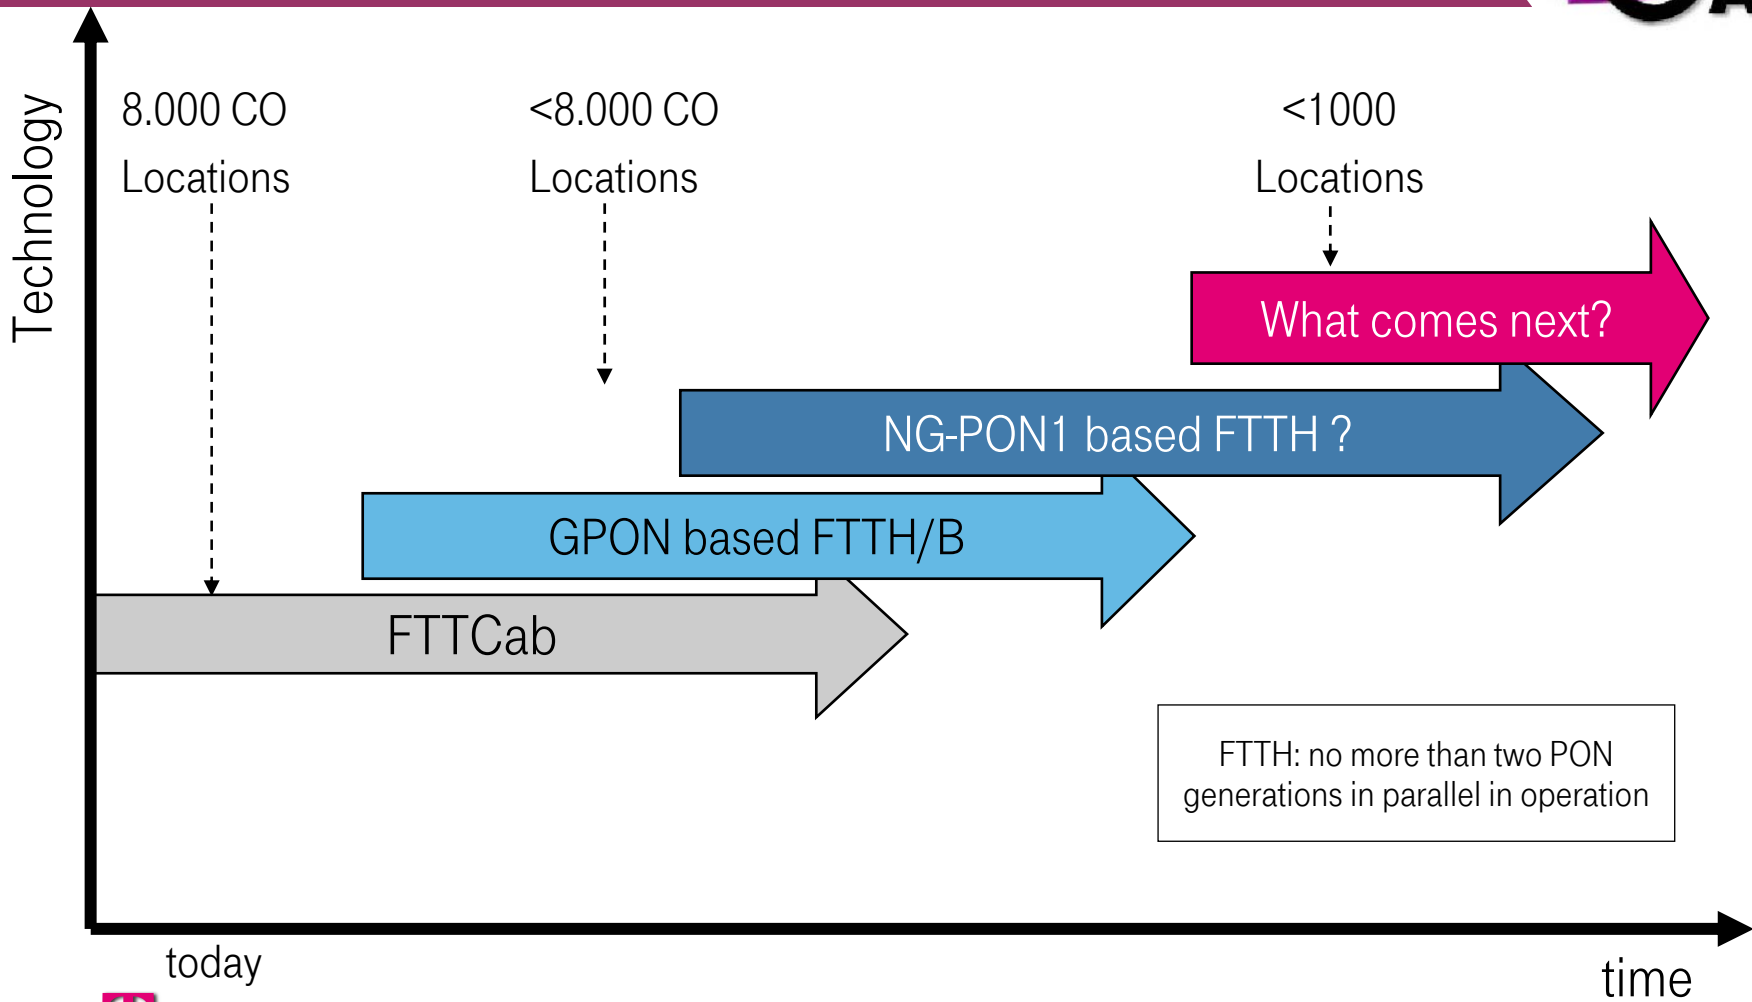 Technology
8.000 CO
Locations
<8.000 CO
Locations
<1000
Locations
What comes next?
NG-PON1 based FTTH ?
GPON based FTTH/B
FTTCab
FTTH: no more than two PON
generations in parallel in operation
today
time